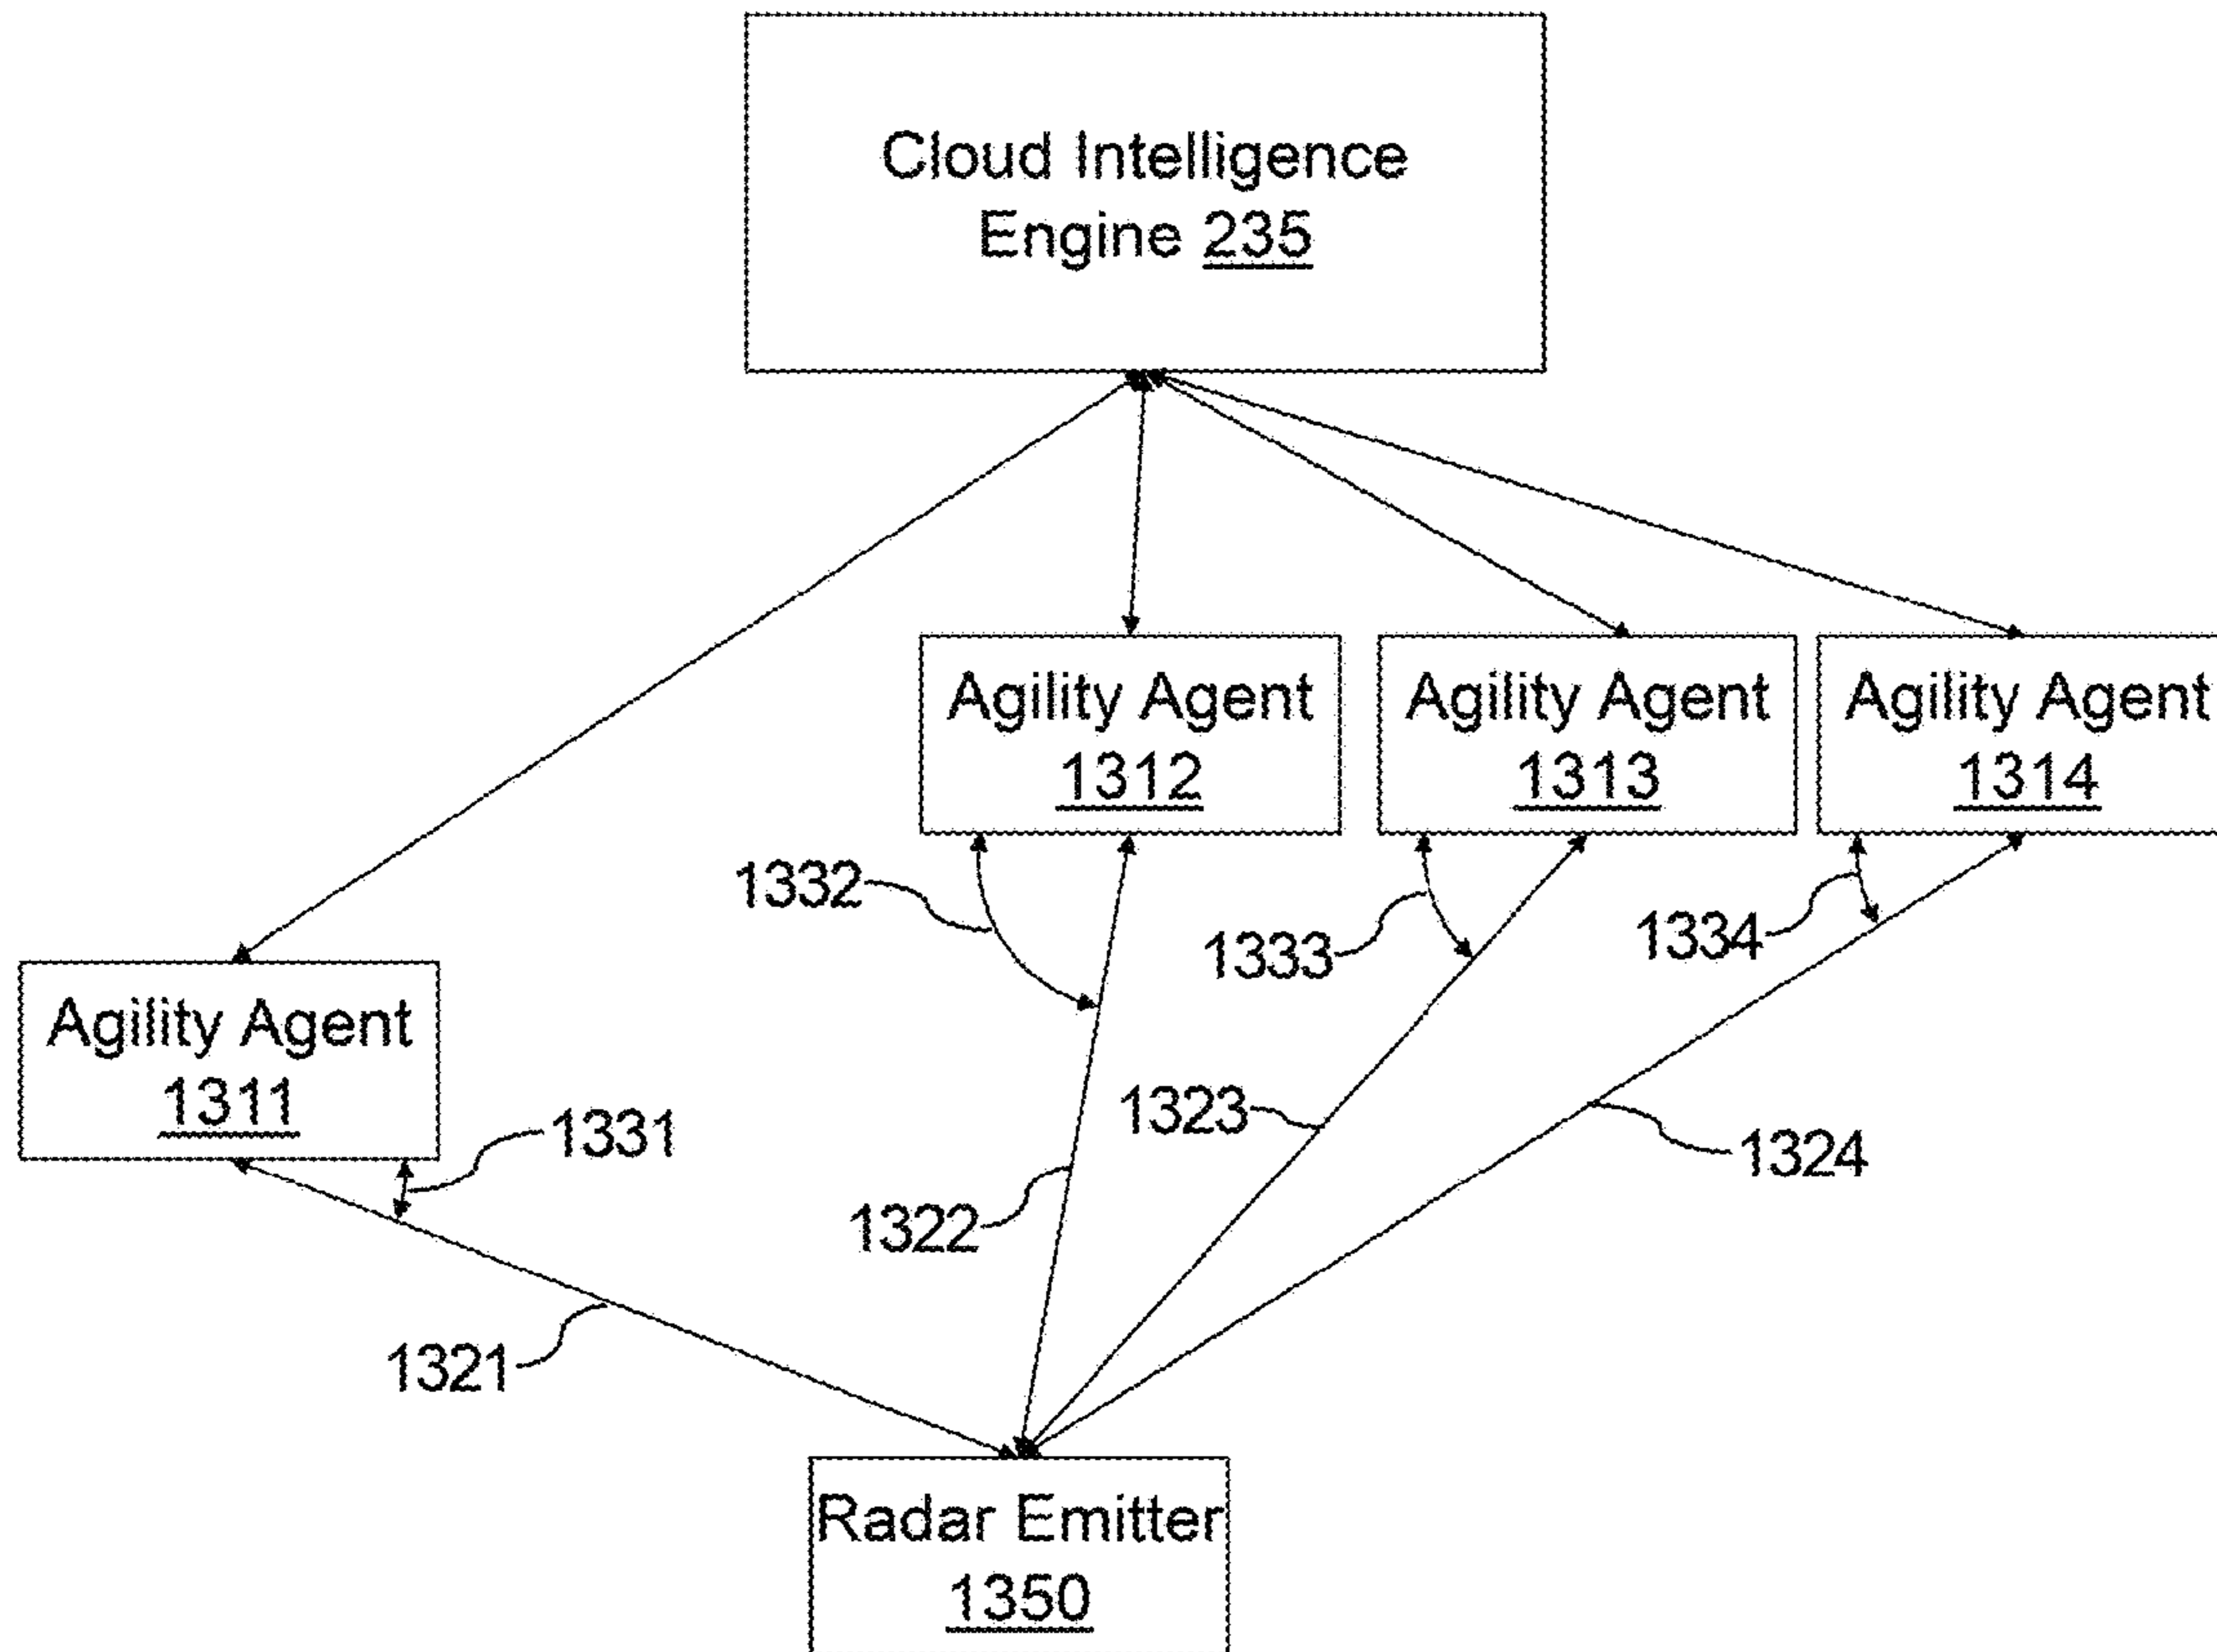 Cloud Intelligence
Engine 235
Agility Agent
1312
Agility Agent
1313
Agility Agent
1314
1332
1333
1334
Agility Agent
1311
1331
1323
1324
1322
1321
Radar Emitter
1350